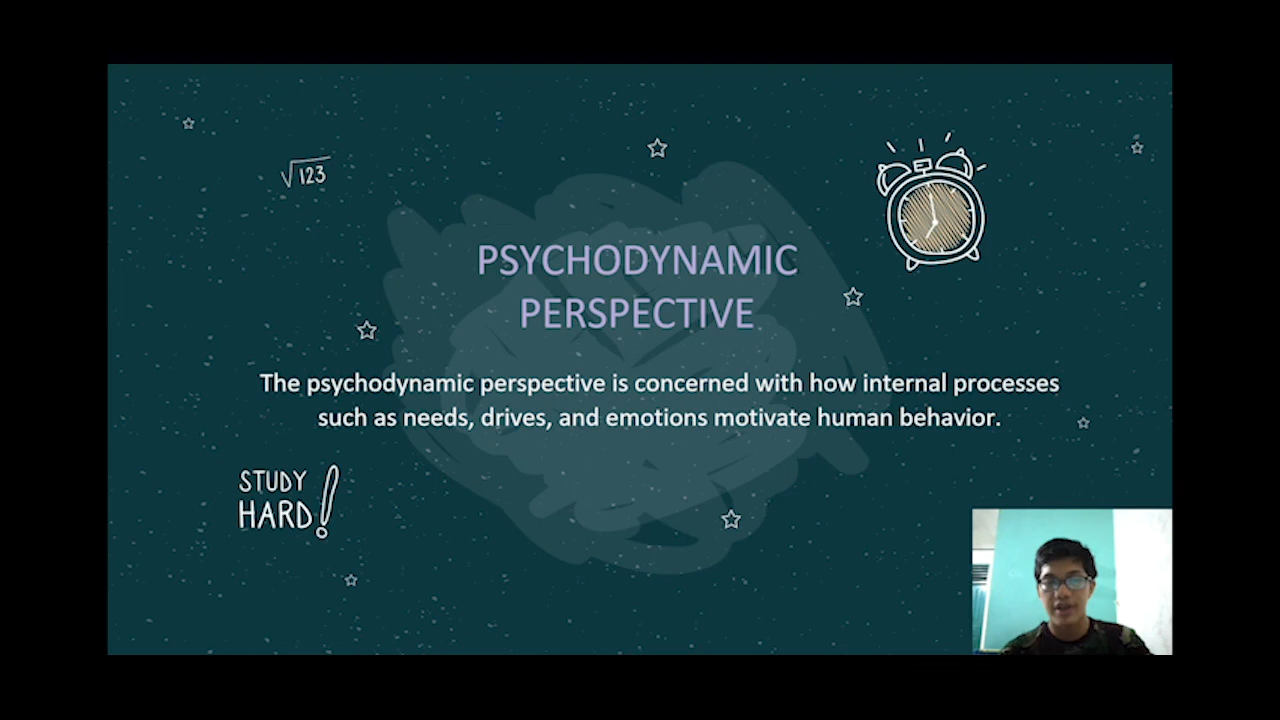 √123
PSYCHODYNAMIC
PERSPECTIVE
The psychodynamic perspective is concerned with how internal processes
such as needs, drives, and emotions motivate human behavior.
STUDY
HARD!